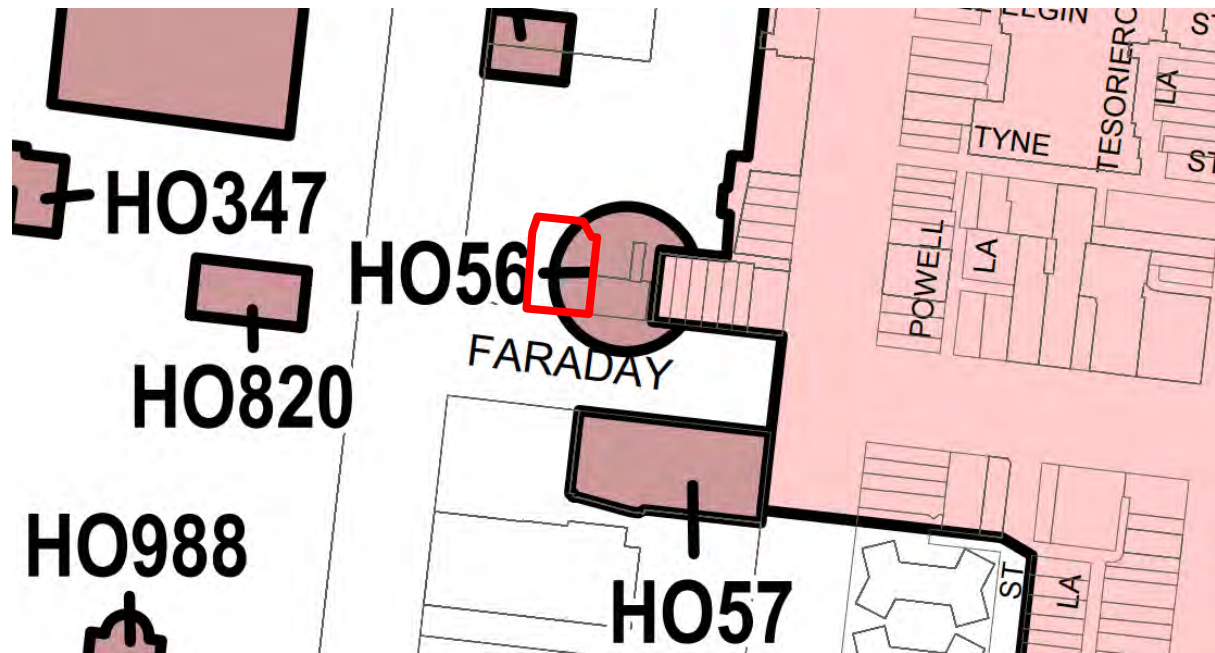 ELGIN
TESORIERO
ST
LA
TYNE
ST
HO347
POWELL
LA
HO56
FARADAY
HO820
HO57
HO988
ST
LA